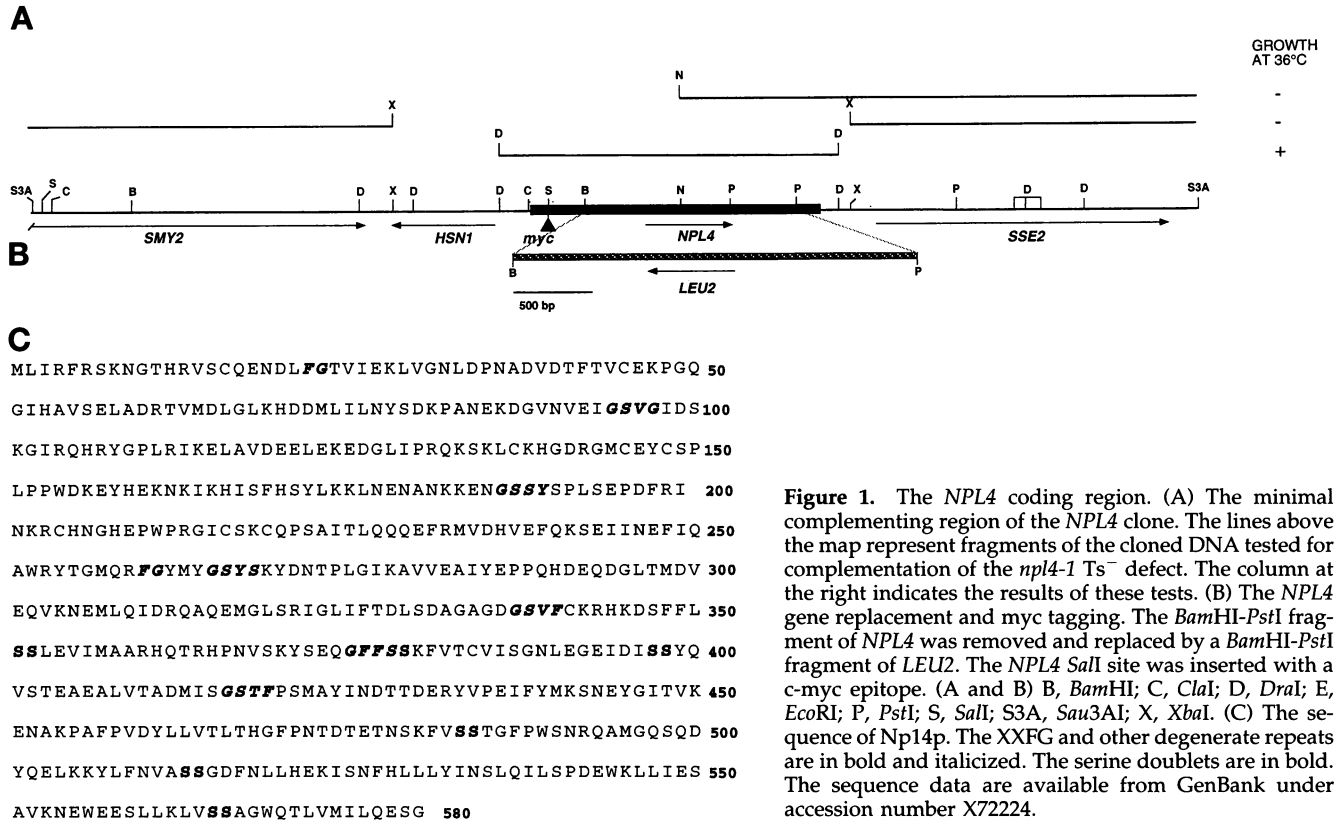 A
GROWTH
AT 36°C
N
-
X
X
-
D
D
+
S3A S C B D X D D C S B N P P D X P D D S3A
SMY2 HSN1 myc NPL4 SSE2
B
B P
LEU2
500 bp
C
MLIRFRSKNGTHRVSCQENDLFGTVIEKLVGNLDPNADVDTFTVCEKPGQ 50
GIHAVSELADRTVMDLGLKHDDMLILNYSDKPANEKDGVNVEIGSVGIDS 100
KGIRQHRYGPLRIKELAVDEELEKEDGLIPRQKSKLCKHGDRGMCEYCSP 150
LPPWDKEYHEKNKIKHISFHSYLKKLNENANKKENGSSYSPLSEPDFRI 200
NKRCHNGHEPWPRGICSKCQPSAITLQQQEFRMVDHVEFQKSEIINEFIQ 250
AWRYTGMQRFGYMYGSYSKYDNTPLGIKAVVEAIYEPPQHDEQDGLTMDV 300
EQVKNEMLQIDRQAQEMGLSRIGLIFTDLSDAGAGDGSVFCKRHKDSFFL 350
SSLEVIMAARHQTRHPNVSKYSEQGFFSSKFVTCVISGNLEGEIDISSYQ 400
VSTEAEALVTADMISGSTFPSMAYINDTTDERYVPEIFYMKSNEYGITVK 450
ENAKPAFPVDYLLVTLTHGFPNTDTETNSKFVSSTGFPWSNRQAMGQSQD 500
YQELKKYLFNVASSGDFNLLHEKISNFHLLLYINSLQILSPDEWKLLIES 550
AVKNEWEESLLKLVSSAGWQTLVMILQESG 580
Figure 1. The NPL4 coding region. (A) The minimal
complementing region of the NPL4 clone. The lines above
the map represent fragments of the cloned DNA tested for
complementation of the npl4-1 Ts⁻ defect. The column at
the right indicates the results of these tests. (B) The NPL4
gene replacement and myc tagging. The BamHI-PstI frag-
ment of NPL4 was removed and replaced by a BamHI-PstI
fragment of LEU2. The NPL4 SalI site was inserted with a
c-myc epitope. (A and B) B, BamHI; C, ClaI; D, DraI; E,
EcoRI; P, PstI; S, SalI; S3A, Sau3AI; X, XbaI. (C) The se-
quence of Np14p. The XXFG and other degenerate repeats
are in bold and italicized. The serine doublets are in bold.
The sequence data are available from GenBank under
accession number X72224.